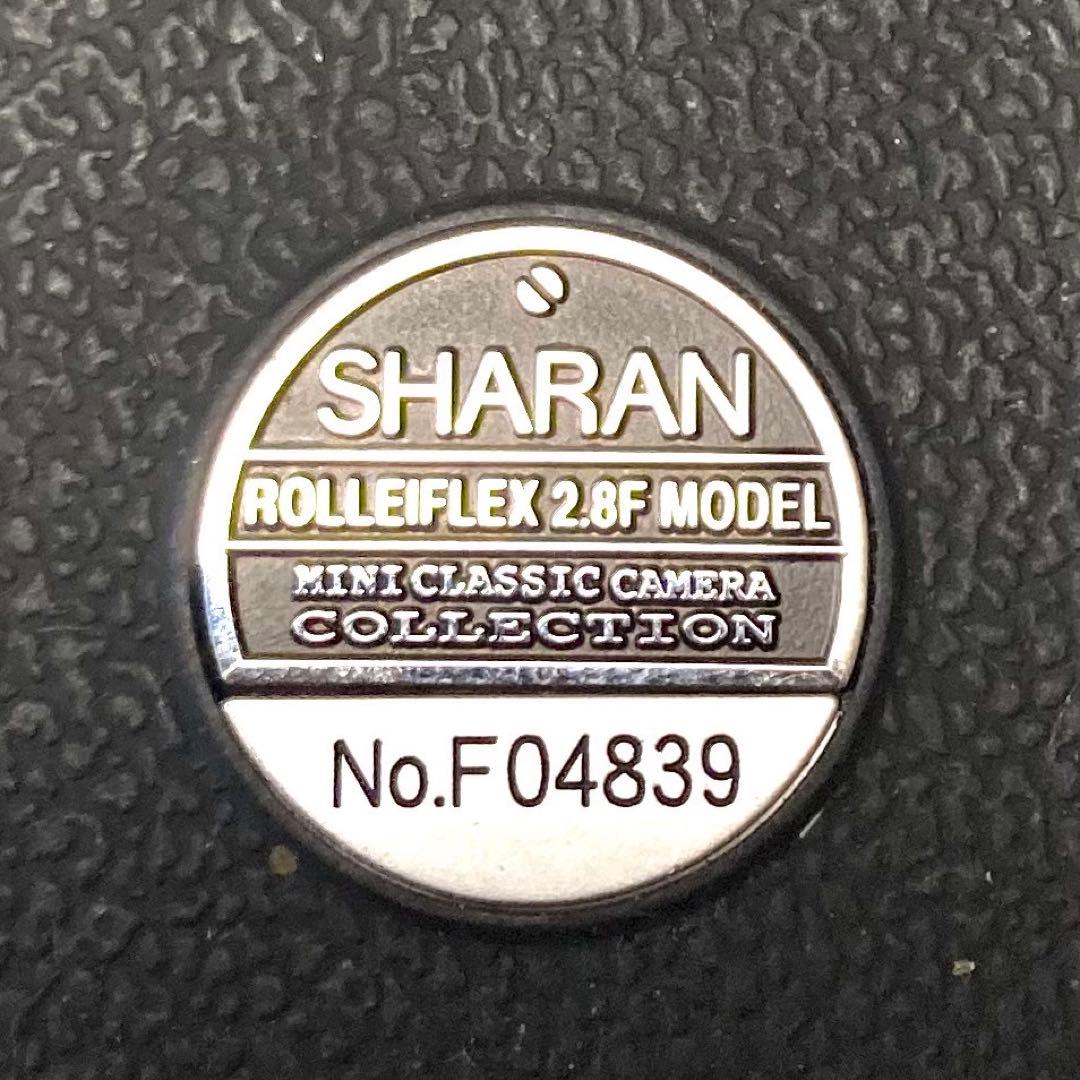 SHARAN
ROLLEIFLEX 2.8F MODEL
MINI CLASSIC CAMERA
COLLECTION
No.F04839